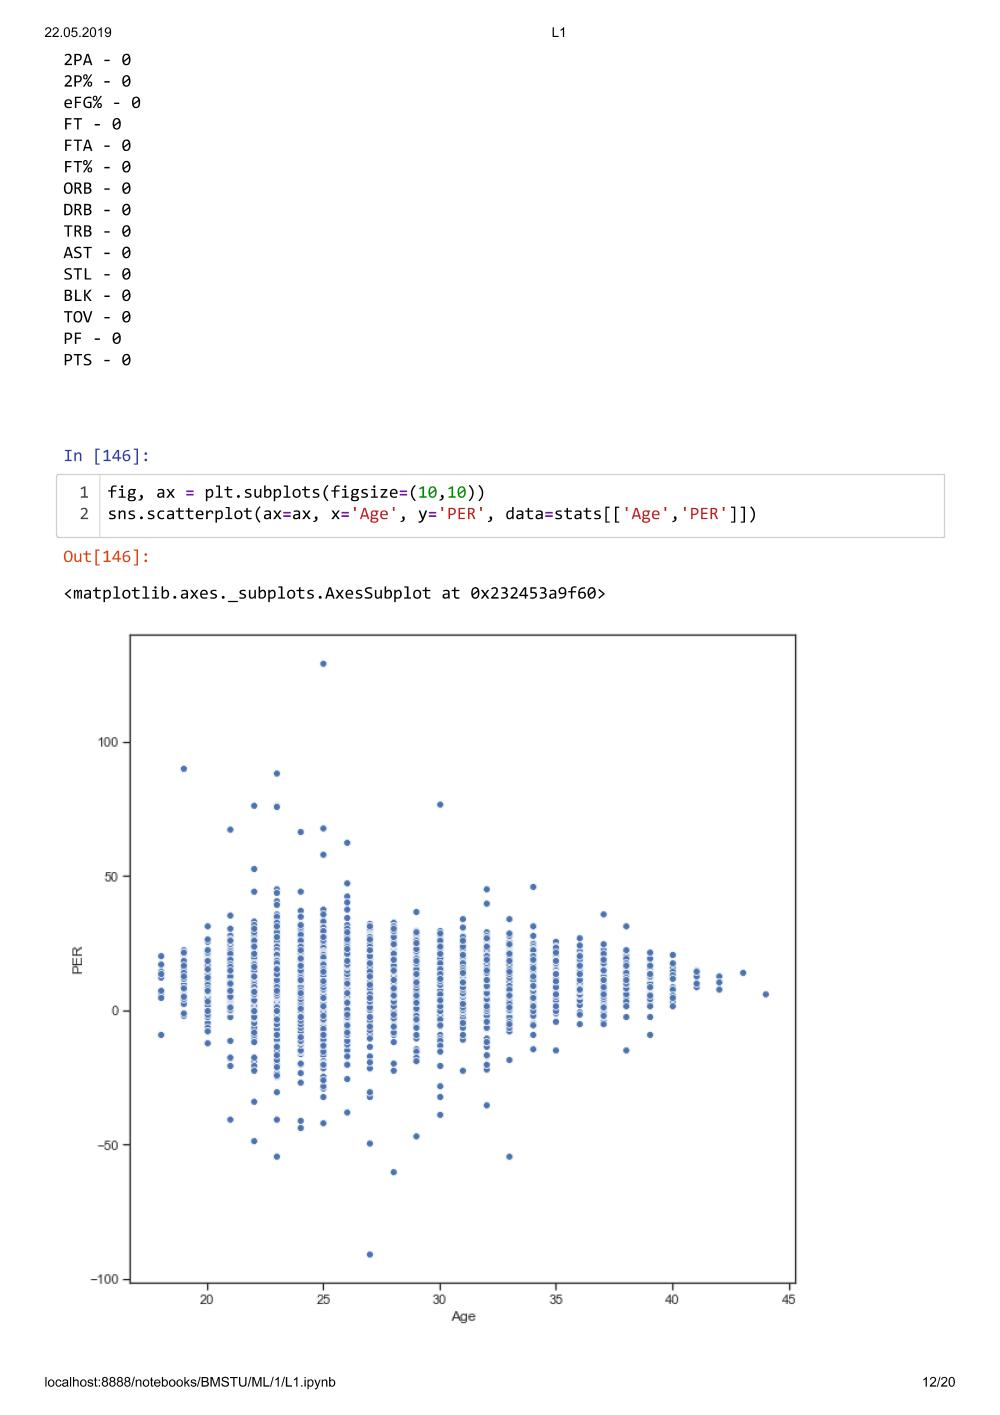 22.05.2019 L1
2PA - 0
2P% - 0
eFG% - 0
FT - 0
FTA - 0
FT% - 0
ORB - 0
DRB - 0
TRB - 0
AST - 0
STL - 0
BLK - 0
TOV - 0
PF - 0
PTS - 0
In [146]:
1 fig, ax = plt.subplots(figsize=(10,10))
2 sns.scatterplot(ax=ax, x='Age', y='PER', data=stats[['Age','PER']])
Out[146]:
<matplotlib.axes._subplots.AxesSubplot at 0x232453a9f60>
100
50
PER
0
−50
−100
20 25 30 35 40 45
Age
localhost:8888/notebooks/BMSTU/ML/1/L1.ipynb 12/20